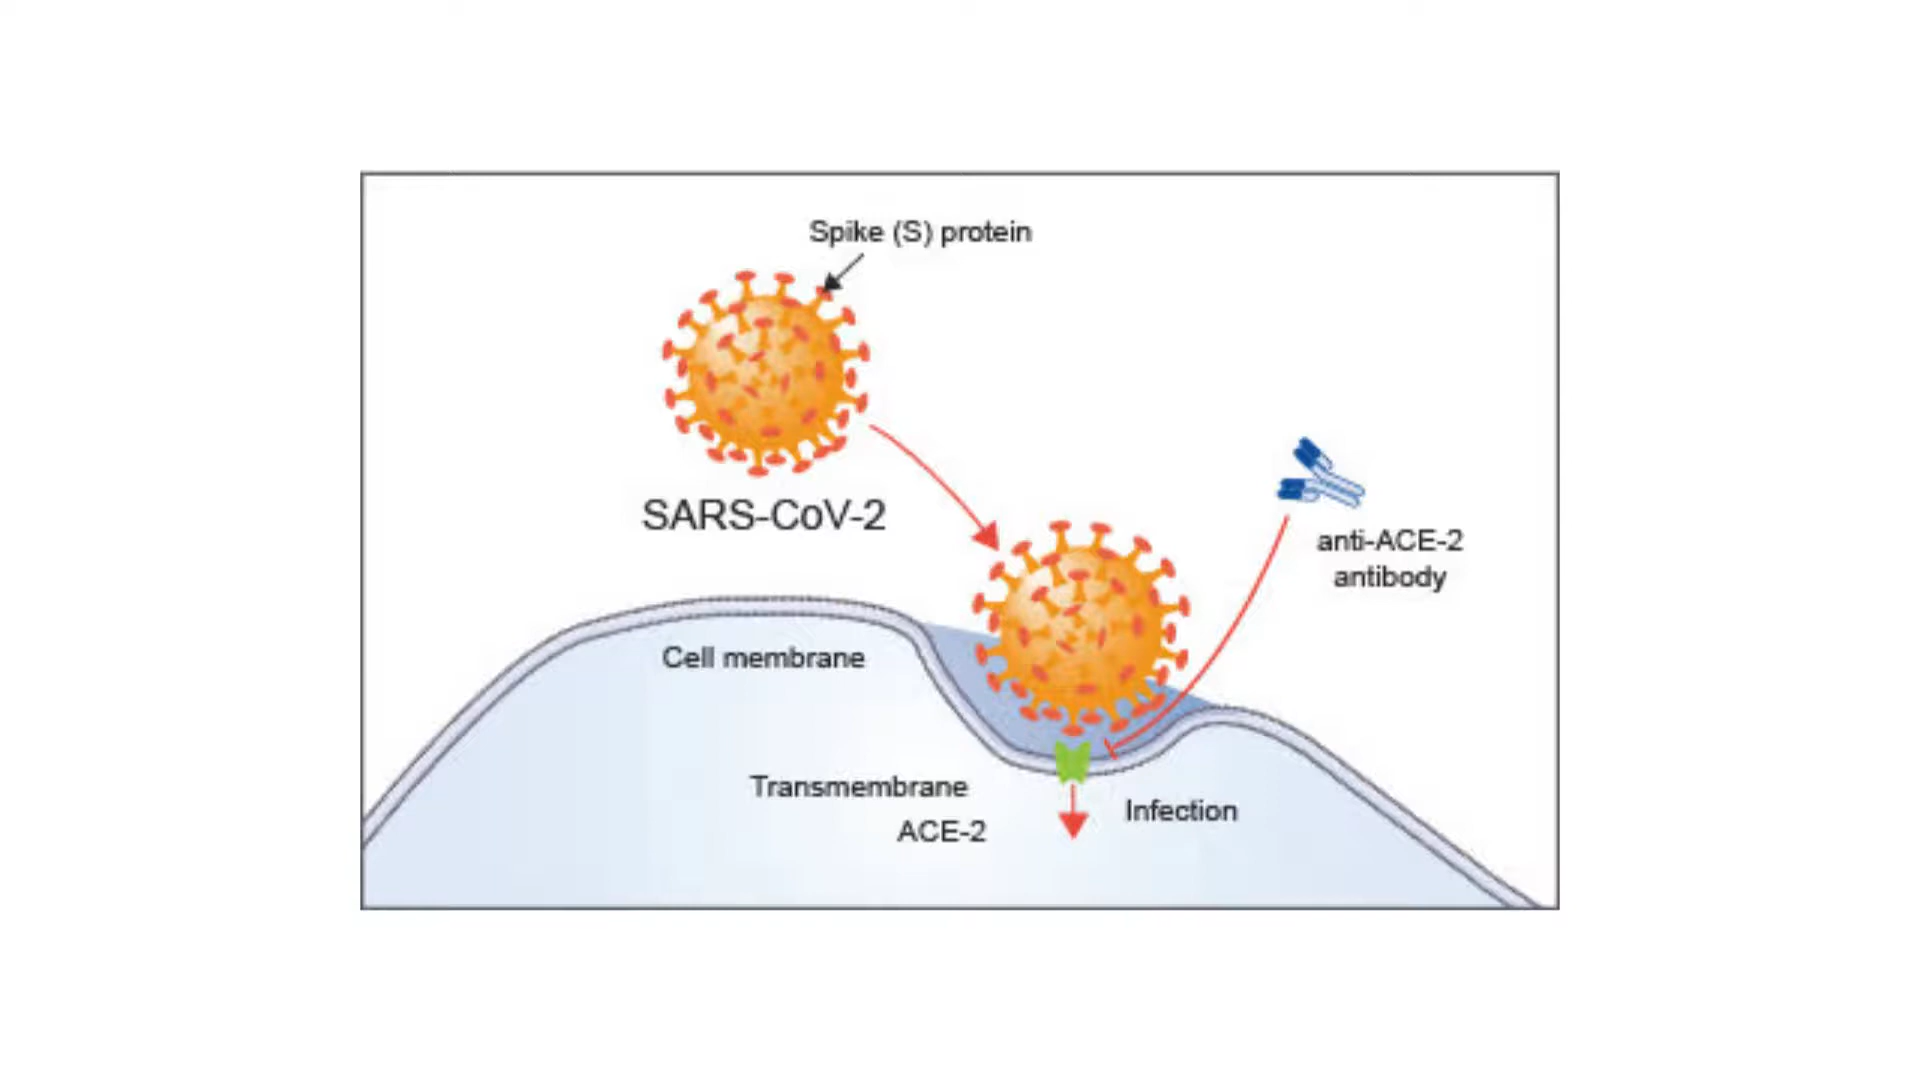 Spike (S) protein
SARS-CoV-2
anti-ACE-2
antibody
Cell membrane
Transmembrane
ACE-2
Infection